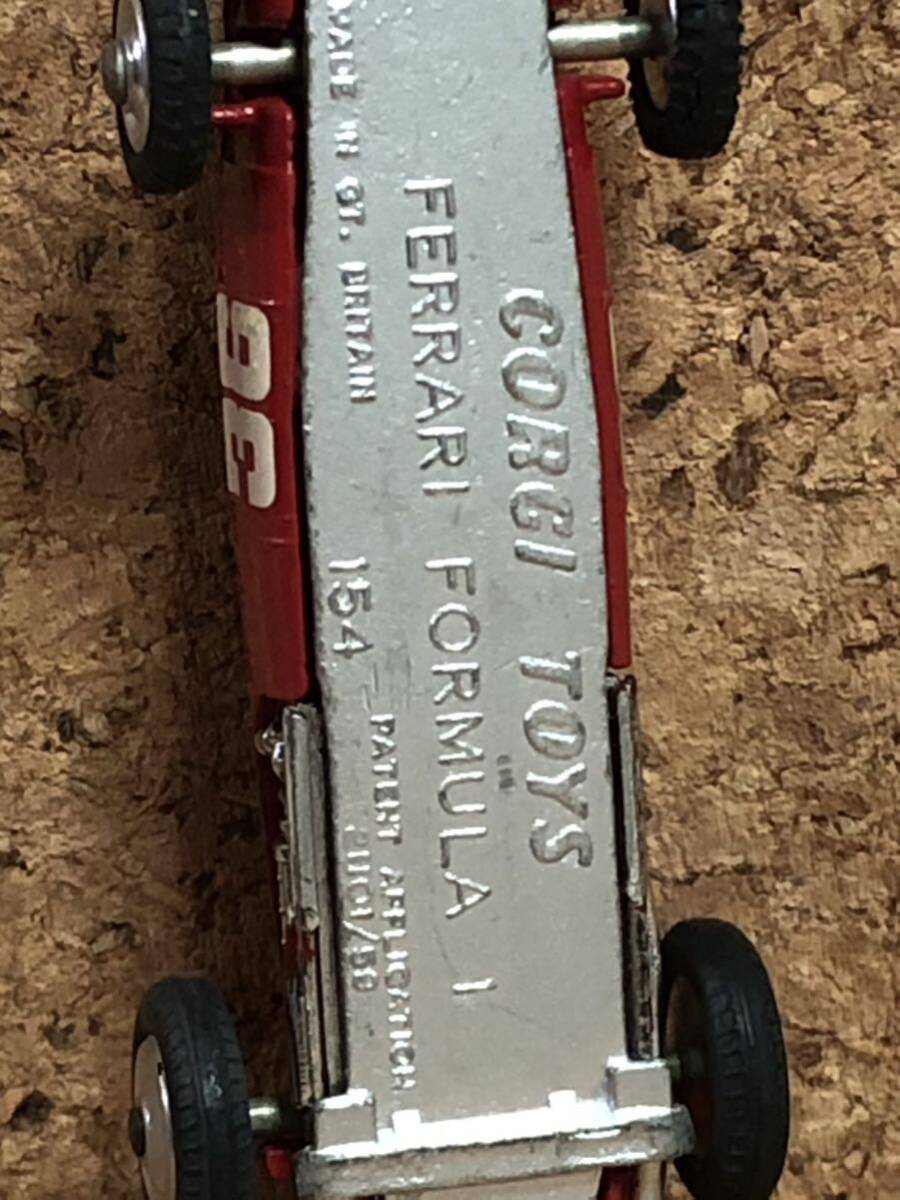 CORGI TOYS
FERRARI FORMULA 1
MADE IN GT. BRITAIN
154
PATENT APPLICATION
36